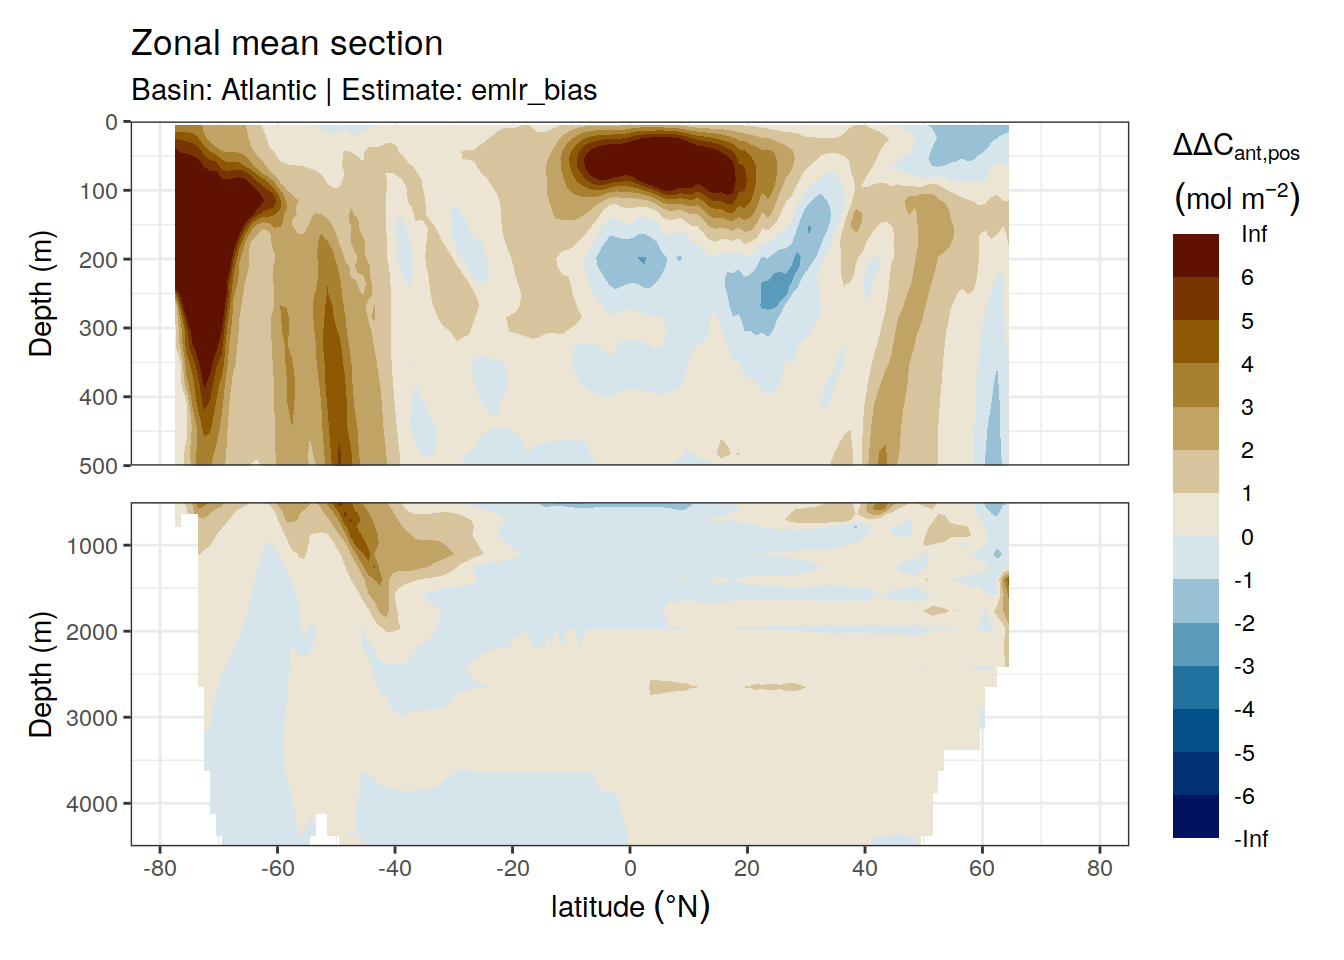 Zonal mean section
Basin: Atlantic | Estimate: emlr_bias
0
100
200
300
400
500
Depth (m)
1000
2000
3000
4000
Depth (m)
-80 -60 -40 -20 0 20 40 60 80
latitude (°N)
ΔΔC_ant,pos
(mol m⁻²)
Inf
6
5
4
3
2
1
0
-1
-2
-3
-4
-5
-6
-Inf